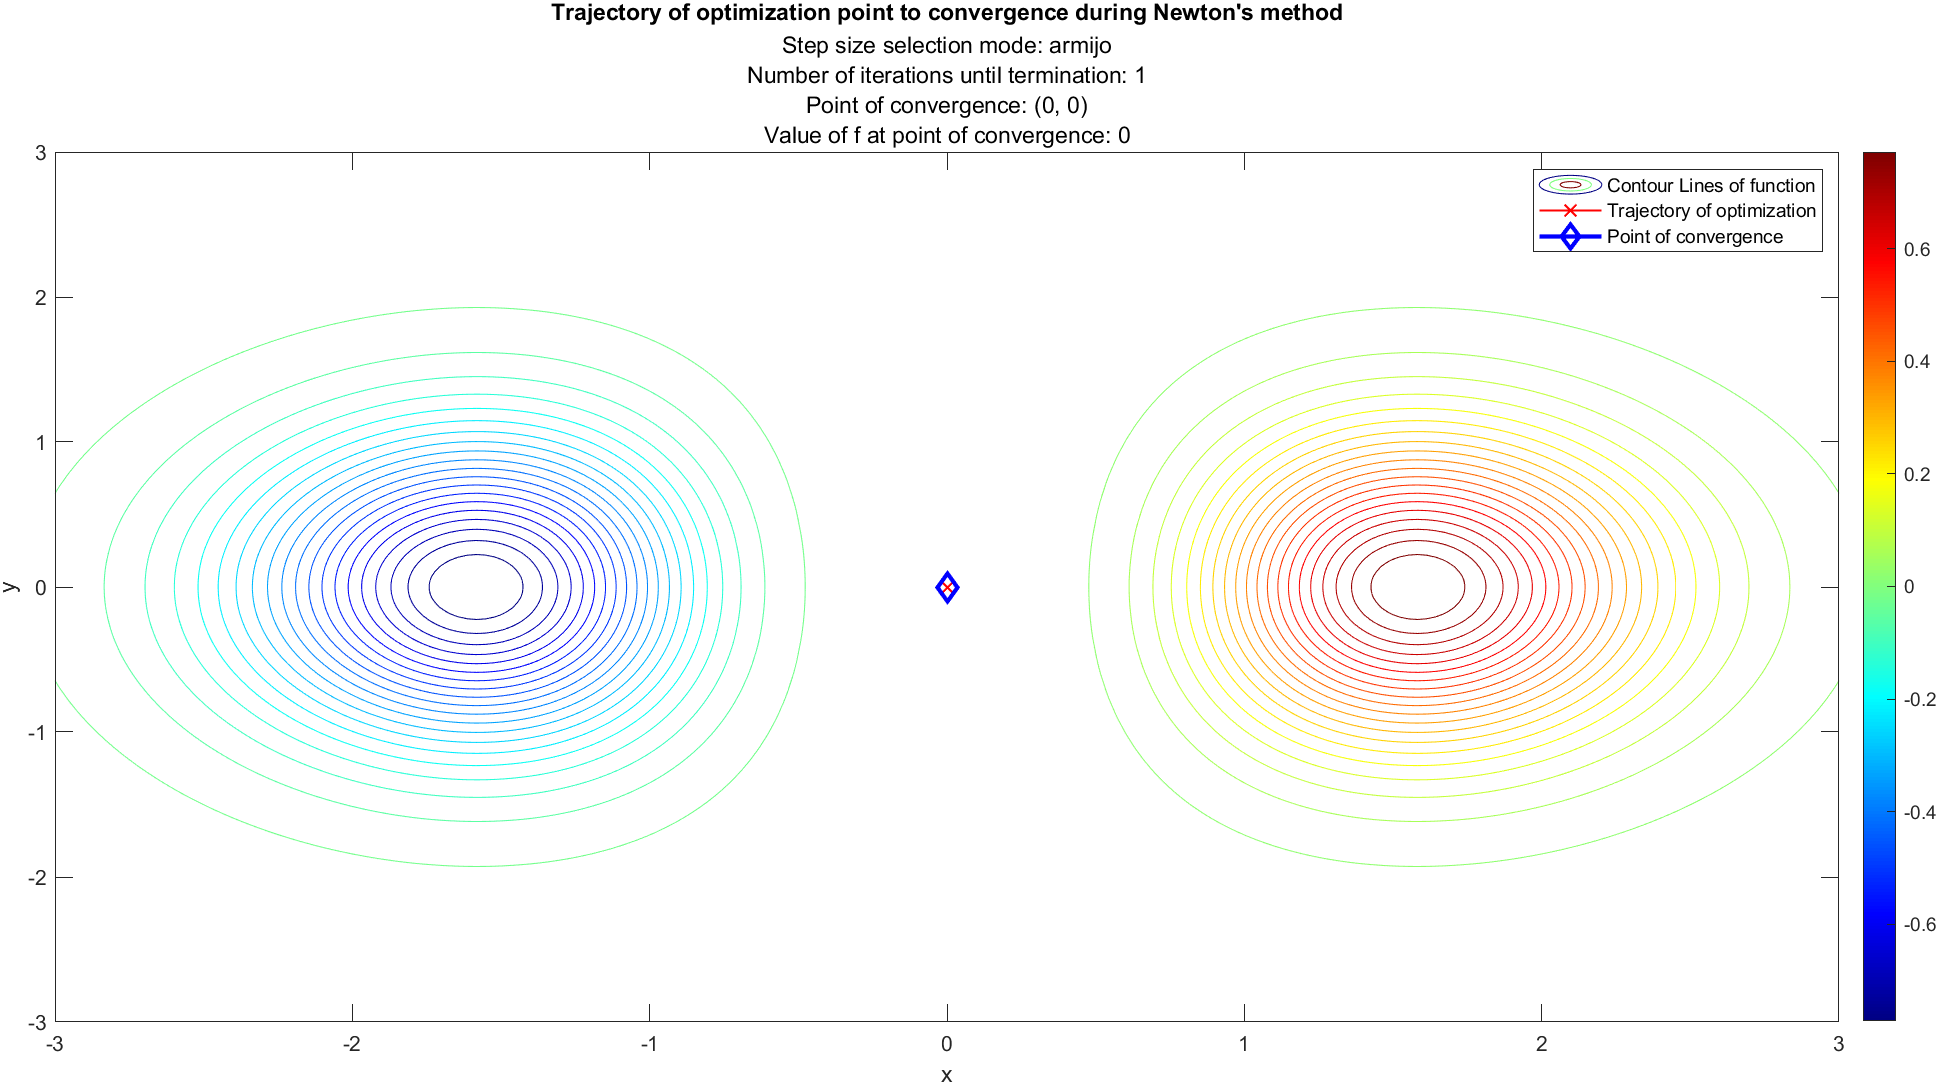 Trajectory of optimization point to convergence during Newton's method
Step size selection mode: armijo
Number of iterations until termination: 1
Point of convergence: (0, 0)
Value of f at point of convergence: 0
Contour Lines of function
Trajectory of optimization
Point of convergence
3
2
1
0
-1
-2
-3
y
-3
-2
-1
0
1
2
3
x
0.6
0.4
0.2
0
-0.2
-0.4
-0.6